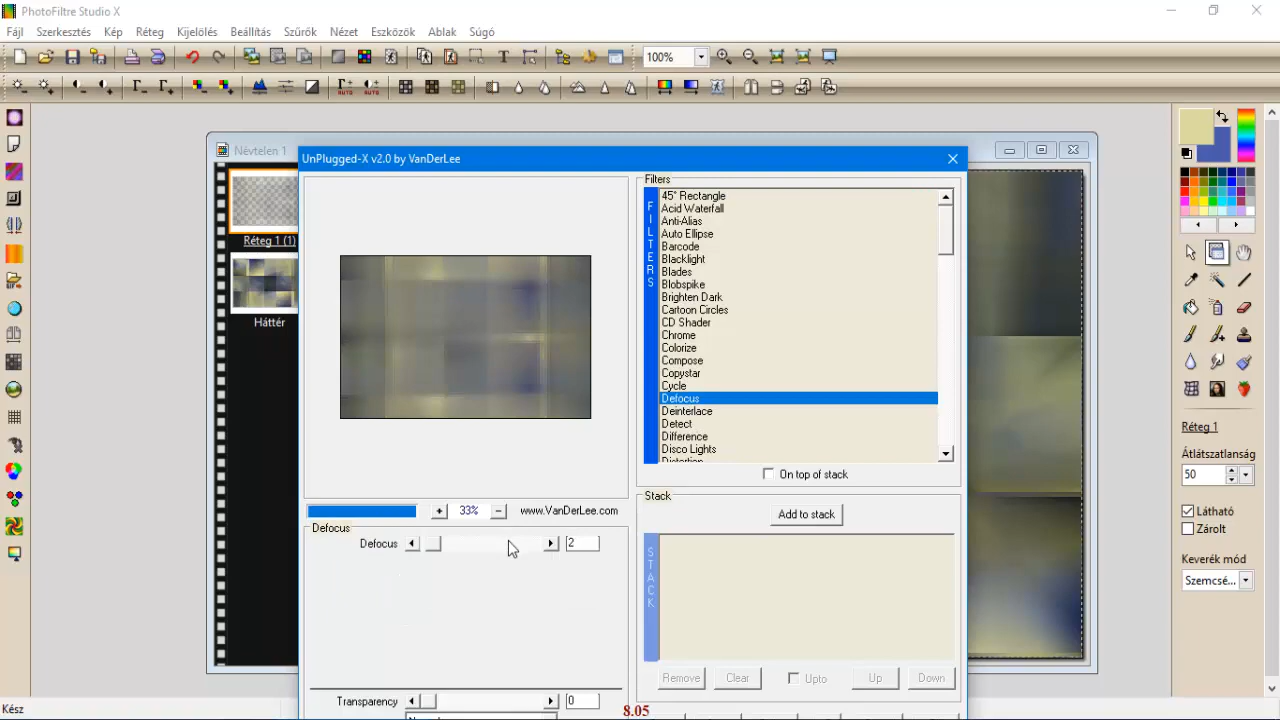 PhotoFiltre Studio X
Fájl Szerkesztés Kép Réteg Kijelölés Beállítás Szűrők Nézet Eszközök Ablak Súgó
100%
AUTO AUTO
Névtelen 1
UnPlugged-X v2.0 by VanDerLee
Réteg 1 (1)
Háttér
Filters
FILTERS
45° Rectangle
Acid Waterfall
Anti-Alias
Auto Ellipse
Barcode
Blacklight
Blades
Blobspike
Brighten Dark
Cartoon Circles
CD Shader
Chrome
Colorize
Compose
Copystar
Cycle
Defocus
Deinterlace
Detect
Difference
Disco Lights
Distortion
On top of stack
+ 33% - www.VanDerLee.com
Defocus
Defocus 2
Transparency 0
Stack
Add to stack
STACK
Remove Clear Upto Up Down
8.05
Réteg 1
Átlátszatlanság
50
Látható
Zárolt
Keverék mód
Szemcsé...
Kész